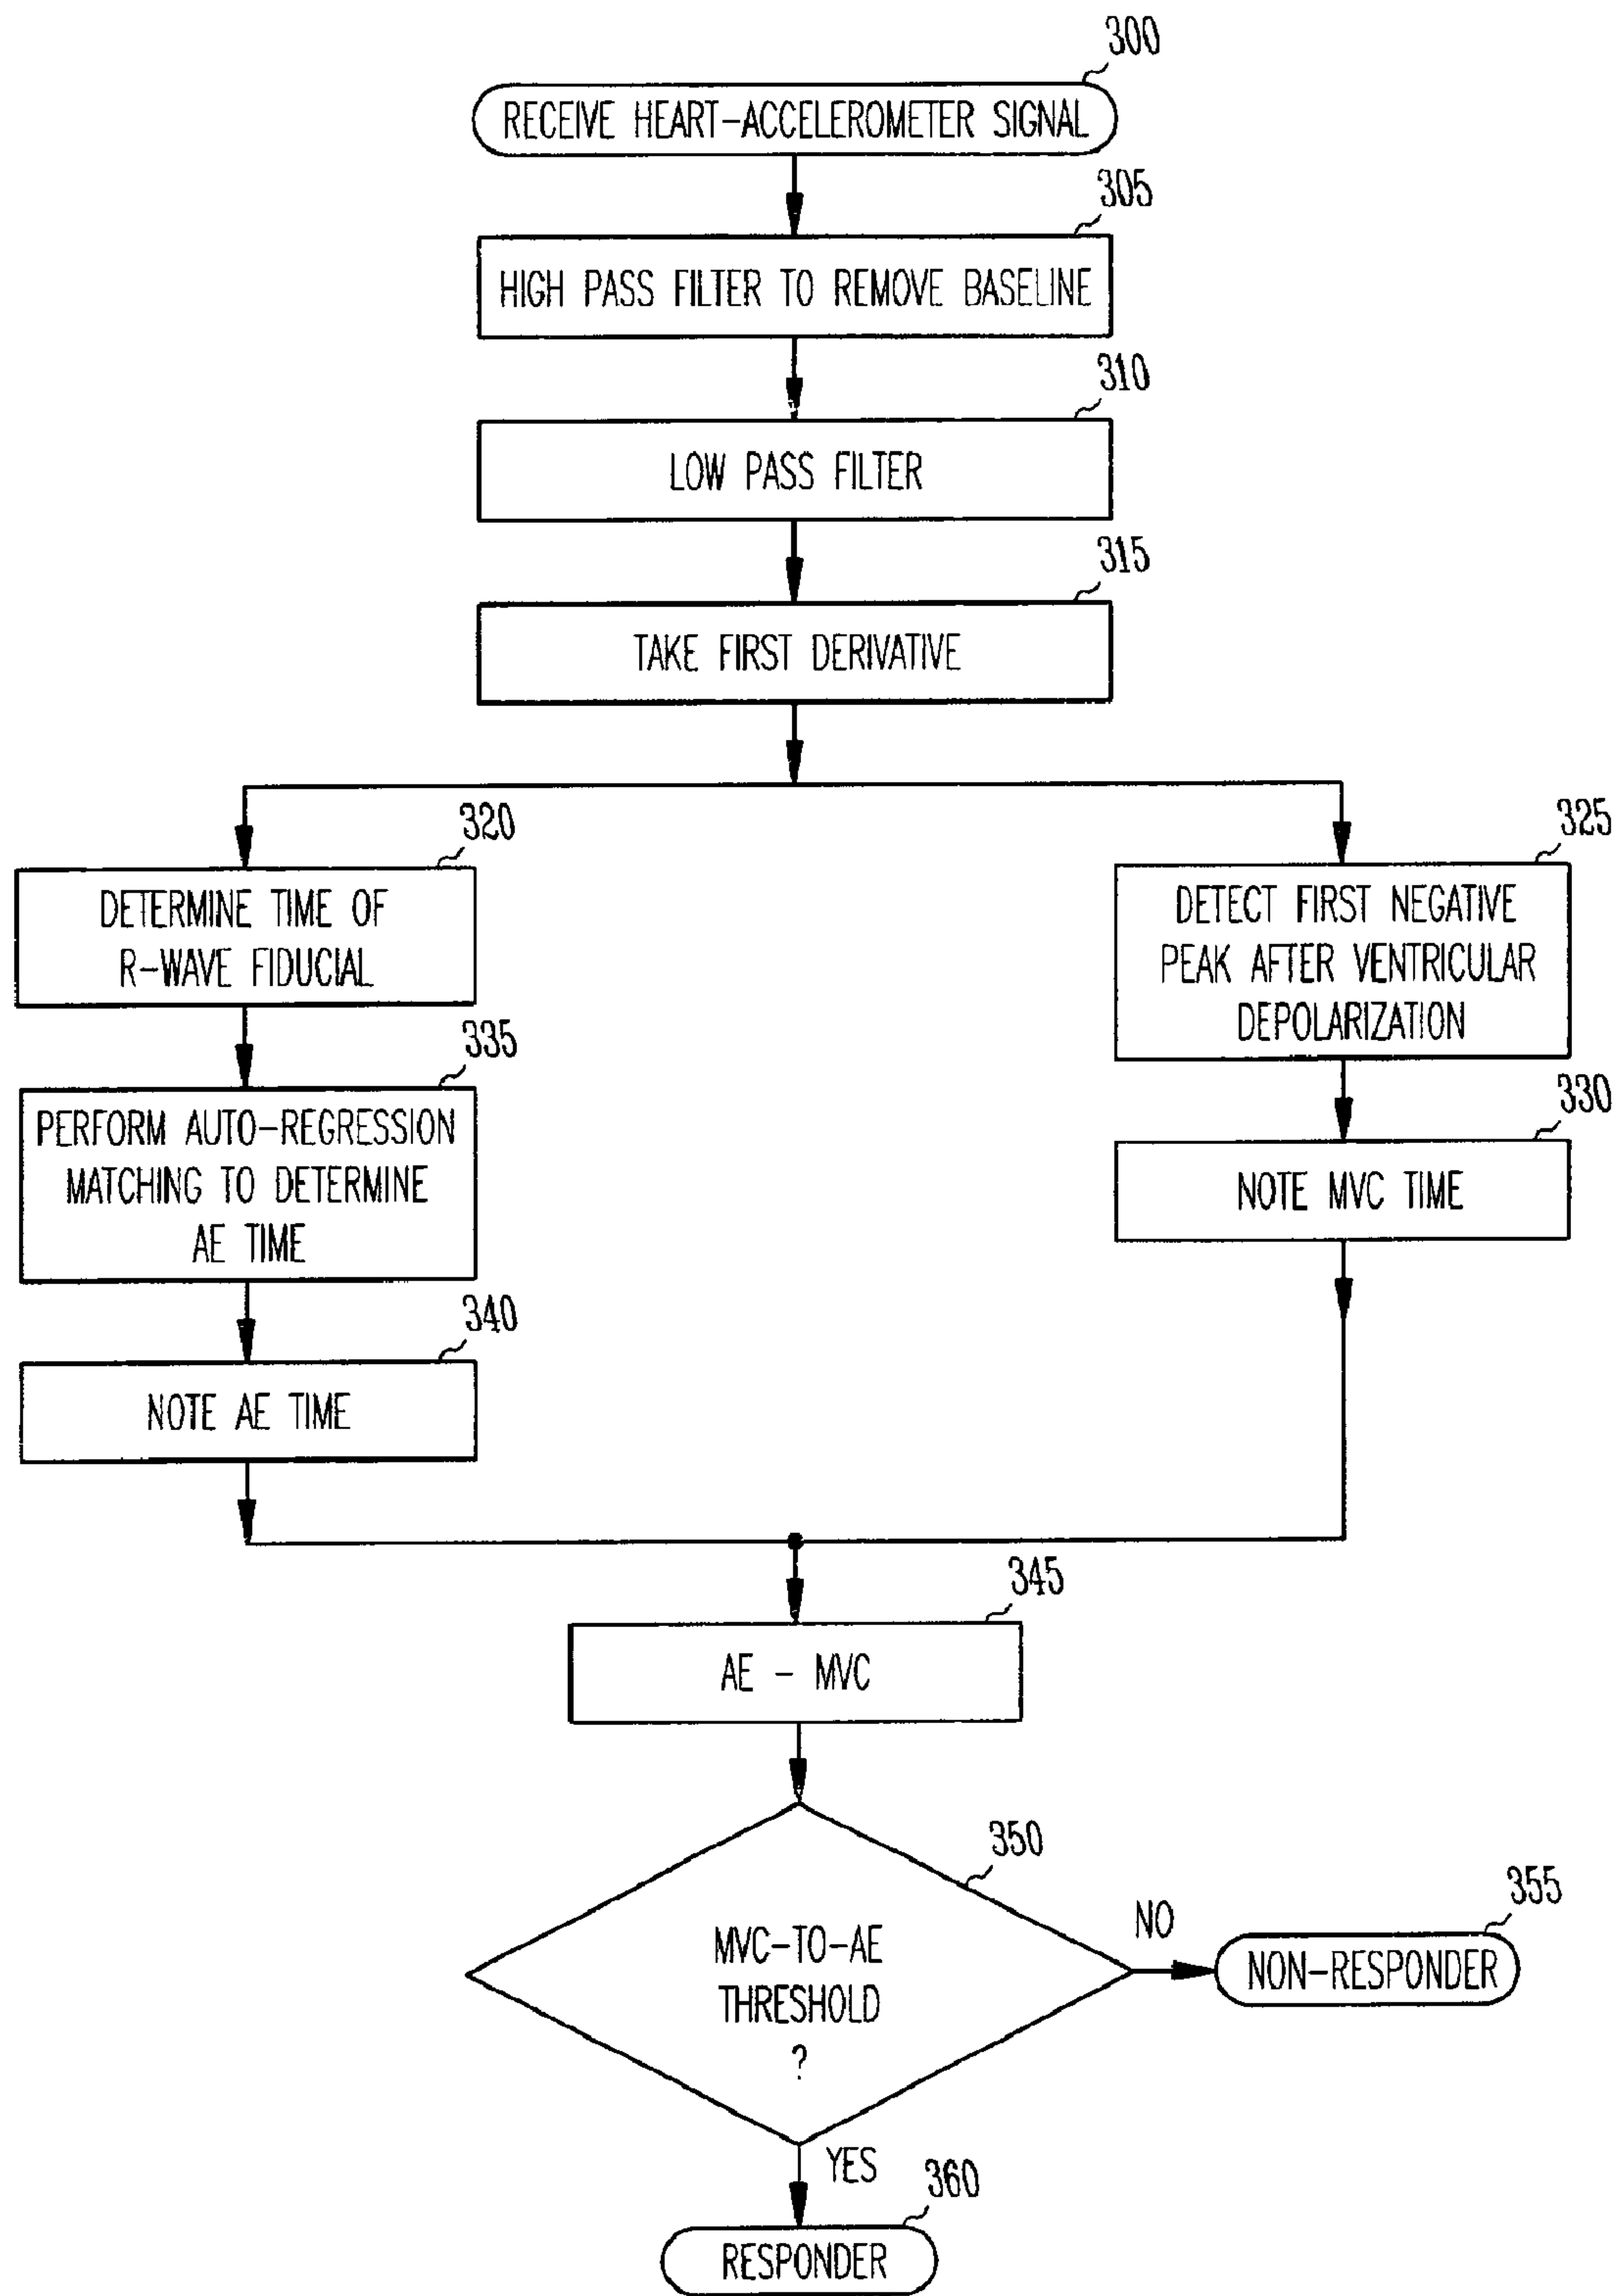 300
RECEIVE HEART-ACCELEROMETER SIGNAL
305
HIGH PASS FILTER TO REMOVE BASELINE
310
LOW PASS FILTER
315
TAKE FIRST DERIVATIVE
320
DETERMINE TIME OF
R-WAVE FIDUCIAL
335
PERFORM AUTO-REGRESSION
MATCHING TO DETERMINE
AE TIME
340
NOTE AE TIME
325
DETECT FIRST NEGATIVE
PEAK AFTER VENTRICULAR
DEPOLARIZATION
330
NOTE MVC TIME
345
AE - MVC
350
MVC-TO-AE
THRESHOLD
?
NO
355
NON-RESPONDER
YES
360
RESPONDER